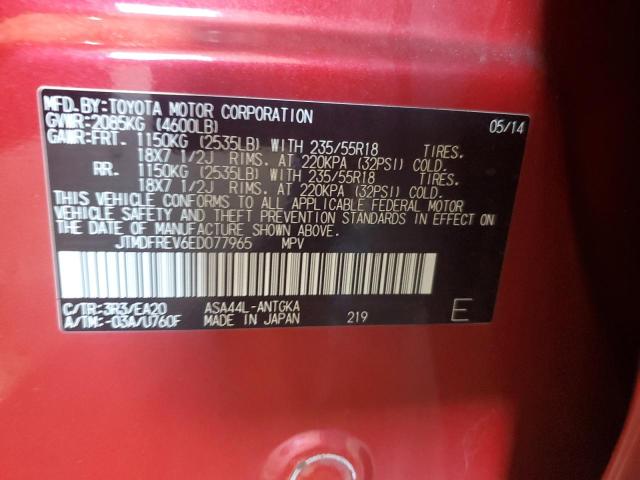 MFD.BY:TOYOTA MOTOR CORPORATION 05/14
GVWR:2085KG (4600LB)
GAWR:FRT. 1150KG (2535LB) WITH 235/55R18 TIRES.
18X7 1/2J RIMS. AT 220KPA (32PSI) COLD.
RR. 1150KG (2535LB) WITH 235/55R18 TIRES.
18X7 1/2J RIMS. AT 220KPA (32PSI) COLD.
THIS VEHICLE CONFORMS TO ALL APPLICABLE FEDERAL MOTOR
VEHICLE SAFETY AND THEFT PREVENTION STANDARDS IN EFFECT ON
THE DATE OF MANUFACTURE SHOWN ABOVE.
JTMDFREV6ED077965 MPV
C/TR:3R3/EA20 ASA44L-ANTGKA
A/TM:-03A/U760F MADE IN JAPAN 219 E